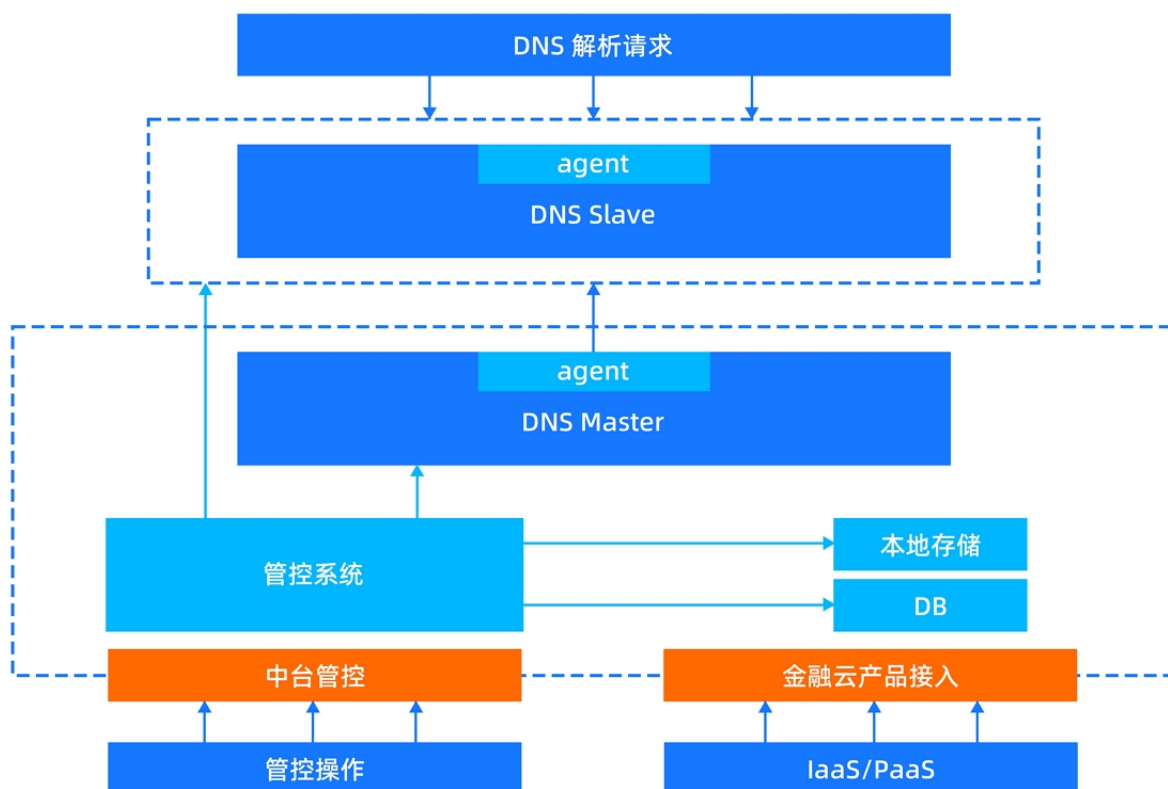 DNS 解析请求
agent
DNS Slave
agent
DNS Master
管控系统
本地存储
DB
中台管控
金融云产品接入
管控操作
IaaS/PaaS